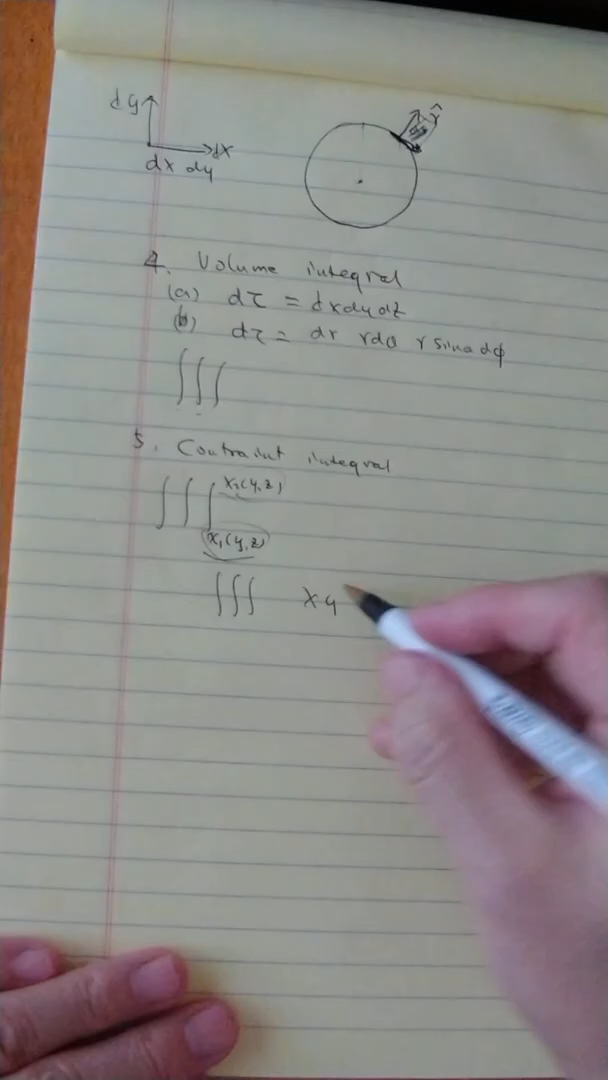 dy
r̂
dx
dx dy
4. Volume integral
(a) dτ = dxdydz
(b) dτ = dr rdθ r sinθ dϕ
∫∫∫
5. Contraint integral
∫∫∫ x₂(y,z)
x₁(y,z)
∫∫∫ xy